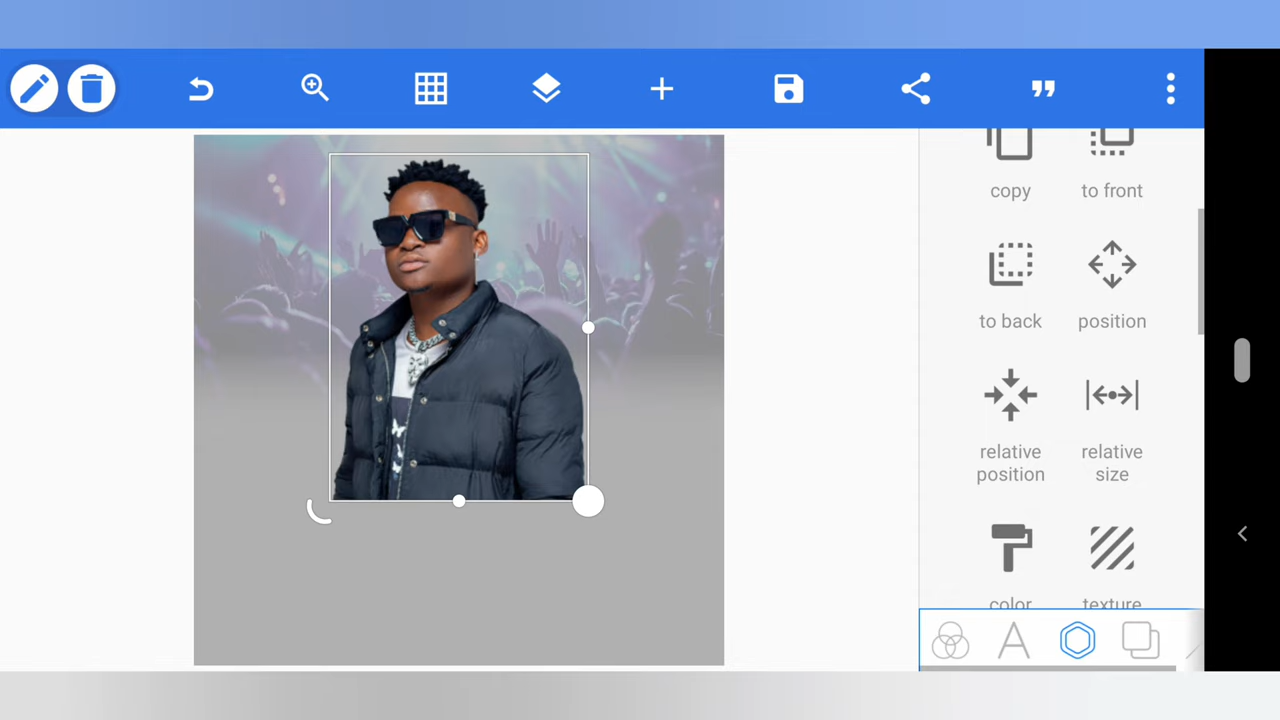 copy
to front
to back
position
relative position
relative size
color
texture